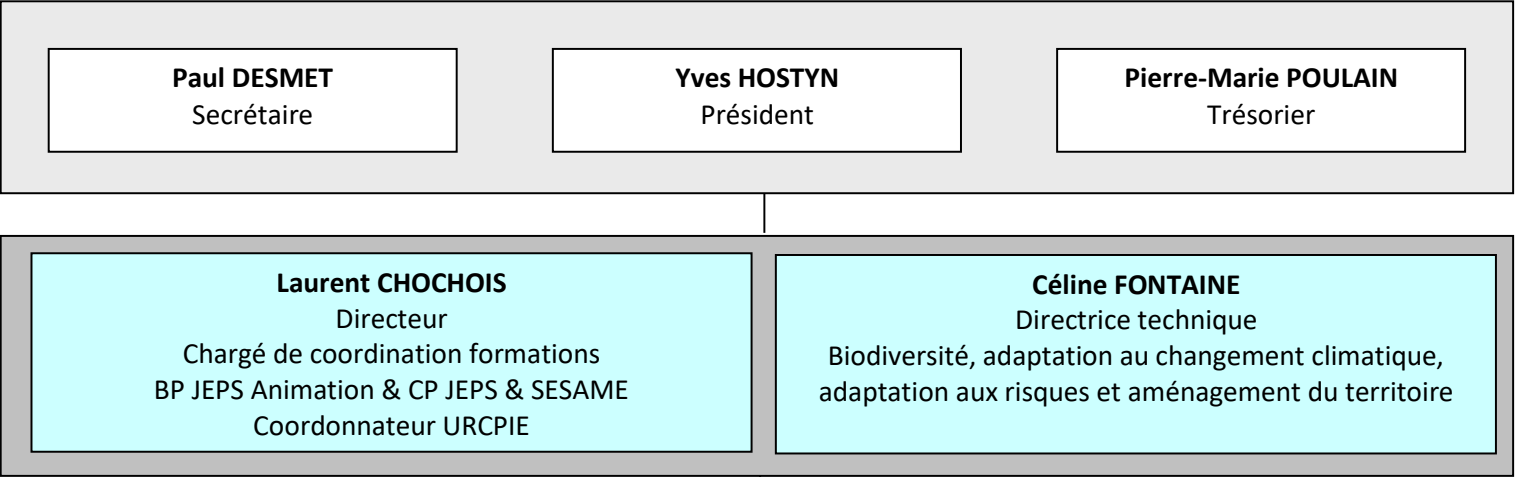 Paul DESMET
Secrétaire
Yves HOSTYN
Président
Pierre-Marie POULAIN
Trésorier
Laurent CHOCHOIS
Directeur
Chargé de coordination formations
BP JEPS Animation & CP JEPS & SESAME
Coordonnateur URCPIE
Céline FONTAINE
Directrice technique
Biodiversité, adaptation au changement climatique,
adaptation aux risques et aménagement du territoire